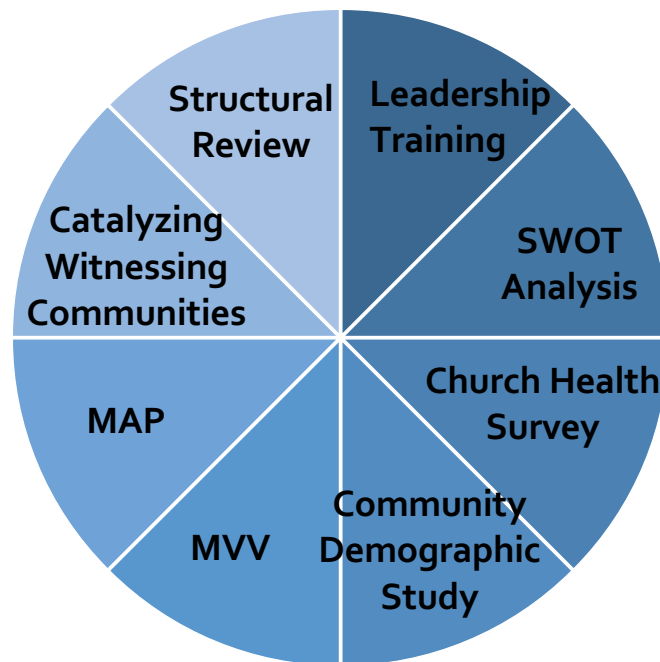 Structural
Review
Leadership
Training
SWOT
Analysis
Church Health
Survey
Community
Demographic
Study
MVV
MAP
Catalyzing
Witnessing
Communities